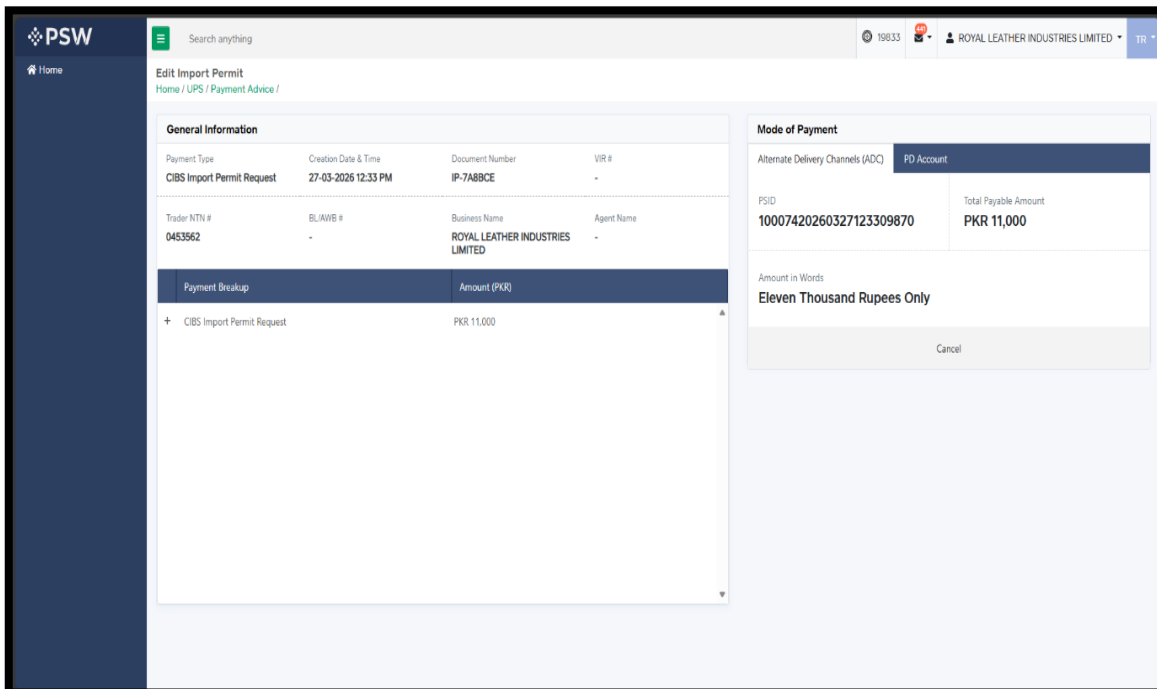 PSW
Search anything
19833
441
ROYAL LEATHER INDUSTRIES LIMITED
TR
Home
Edit Import Permit
Home / UPS / Payment Advice /
General Information
Payment Type
Creation Date & Time
Document Number
VIR #
CIBS Import Permit Request
27-03-2026 12:33 PM
IP-7A8BCE
-
Trader NTN #
BL/AWB #
Business Name
Agent Name
0453562
-
ROYAL LEATHER INDUSTRIES
LIMITED
-
Payment Breakup
Amount (PKR)
+ CIBS Import Permit Request
PKR 11,000
Mode of Payment
Alternate Delivery Channels (ADC)
PD Account
PSID
Total Payable Amount
10007420260327123309870
PKR 11,000
Amount in Words
Eleven Thousand Rupees Only
Cancel